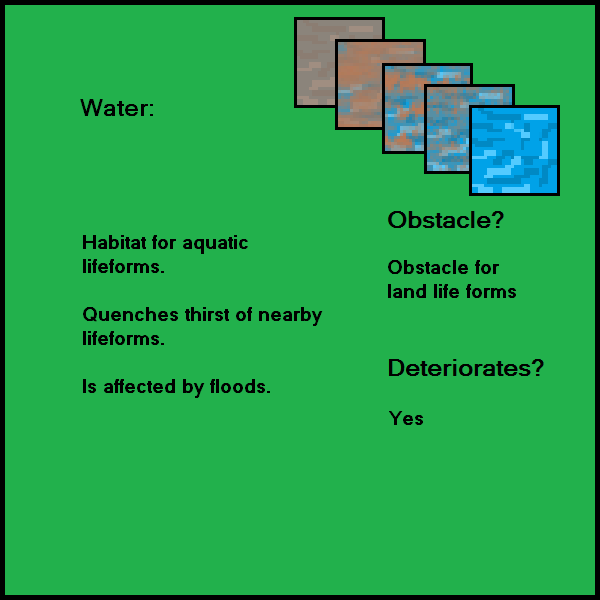 Water:
Habitat for aquatic
lifeforms.
Quenches thirst of nearby
lifeforms.
Is affected by floods.
Obstacle?
Obstacle for
land life forms
Deteriorates?
Yes